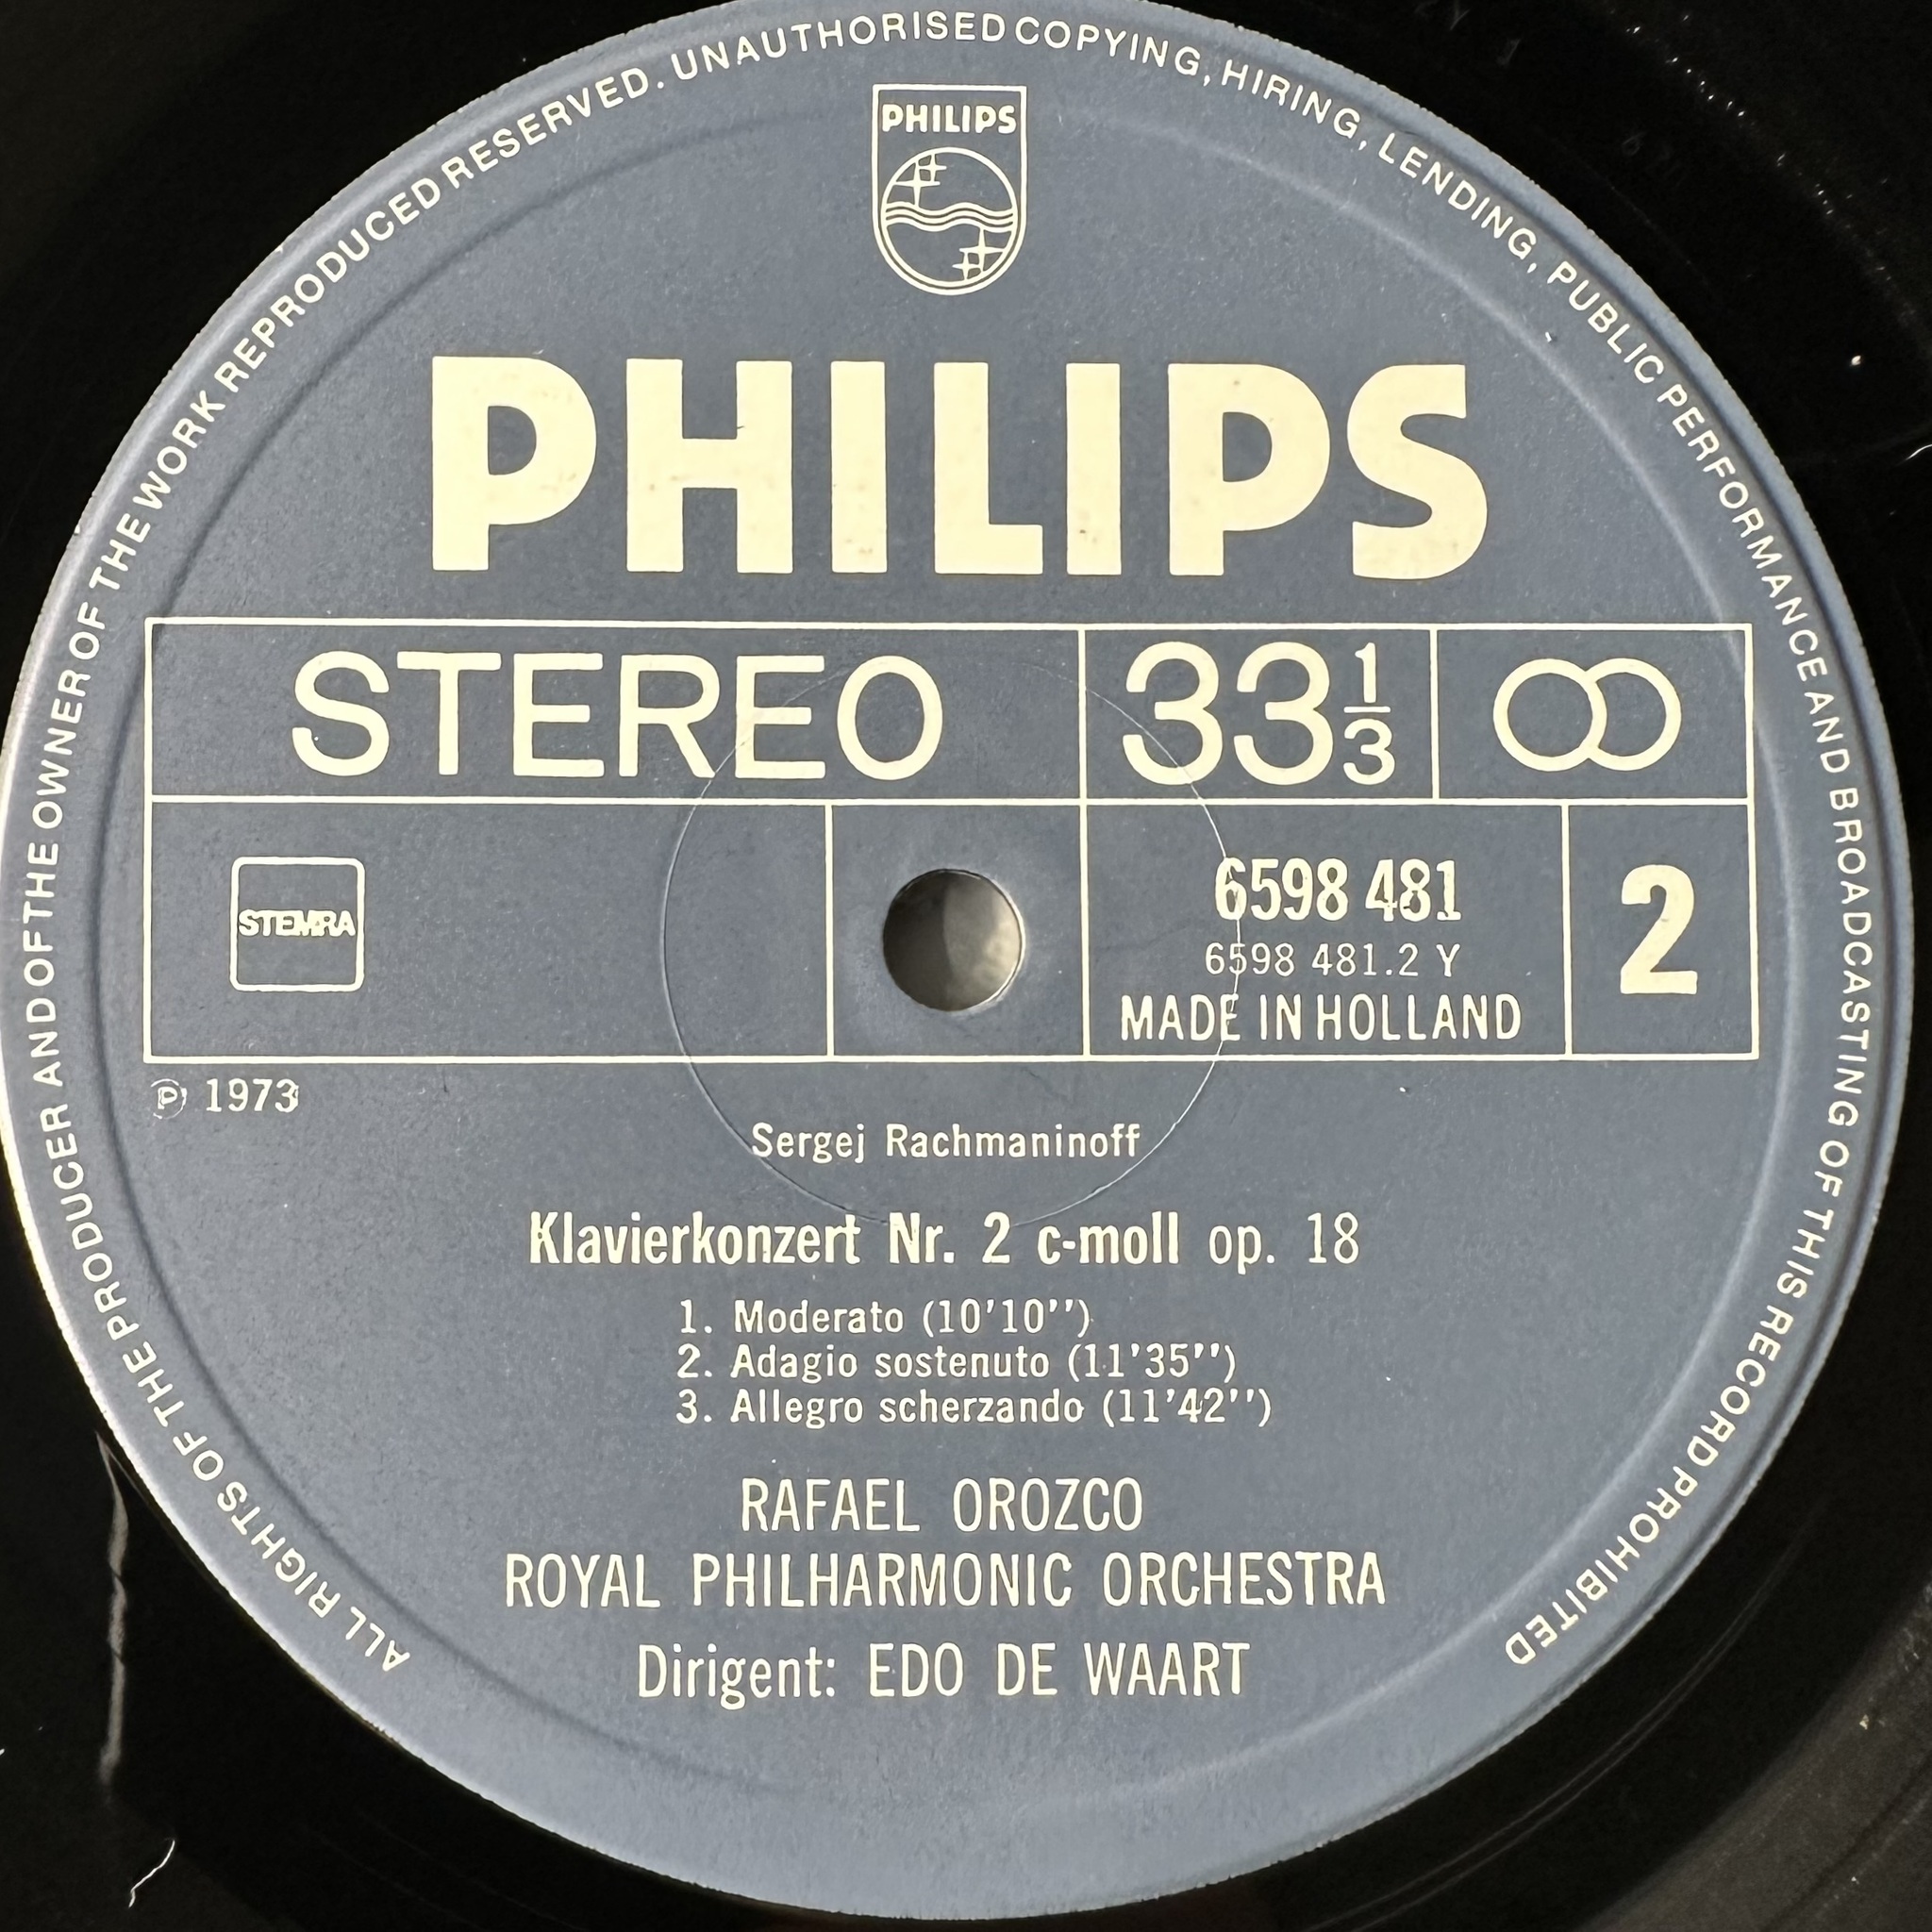 ALL RIGHTS OF THE PRODUCER AND OF THE OWNER OF THE WORK REPRODUCED RESERVED. UNAUTHORISED COPYING, HIRING, LENDING, PUBLIC PERFORMANCE AND BROADCASTING OF THIS RECORD PROHIBITED
PHILIPS
PHILIPS
STEREO 33 1/3
STEMRA
6598 481
6598 481.2 Y
MADE IN HOLLAND
2
℗ 1973
Sergej Rachmaninoff
Klavierkonzert Nr. 2 c-moll op. 18
1. Moderato (10'10'')
2. Adagio sostenuto (11'35'')
3. Allegro scherzando (11'42'')
RAFAEL OROZCO
ROYAL PHILHARMONIC ORCHESTRA
Dirigent: EDO DE WAART